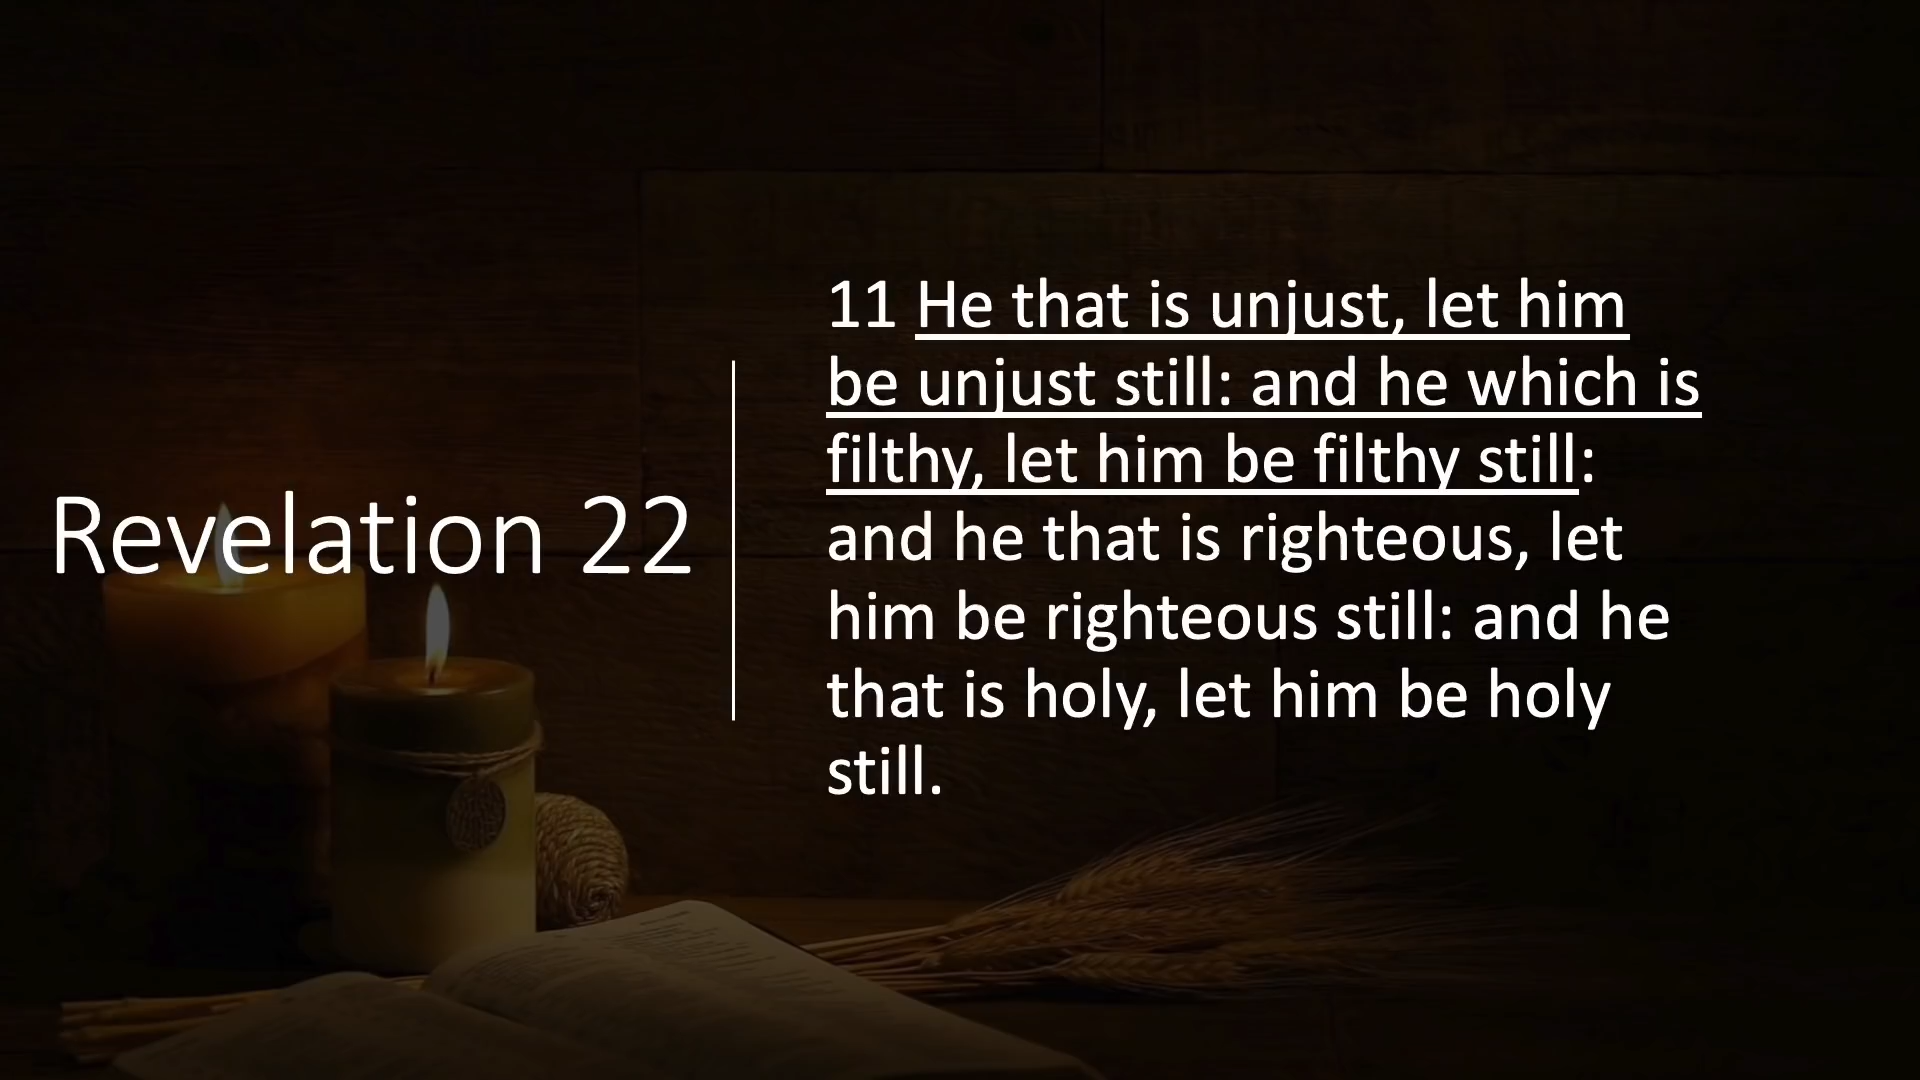 Revelation 22
11 He that is unjust, let him
be unjust still: and he which is
filthy, let him be filthy still:
and he that is righteous, let
him be righteous still: and he
that is holy, let him be holy
still.